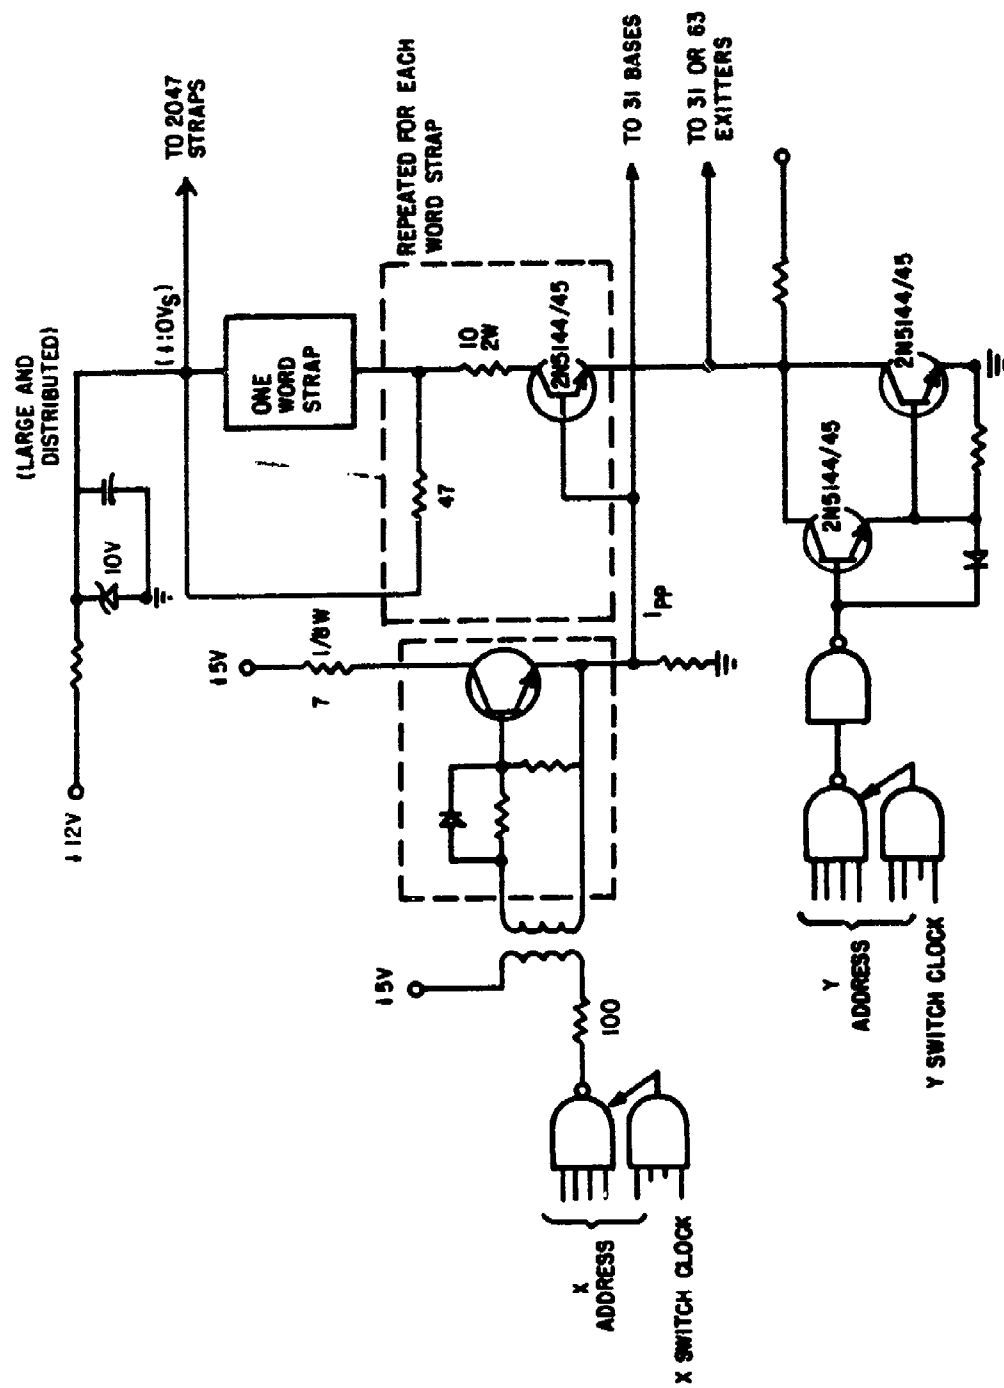 (LARGE AND
DISTRIBUTED)
+12V
10V
(+10VS)
TO 2047
STRAPS
ONE
WORD
STRAP
REPEATED FOR EACH
WORD STRAP
+5V
7
1/8W
47
10
2W
2N5144/45
+5V
100
X
ADDRESS
X SWITCH CLOCK
IPP
TO 31 BASES
TO 31 OR 63
EXITTERS
2N5144/45
2N5144/45
Y
ADDRESS
Y SWITCH CLOCK